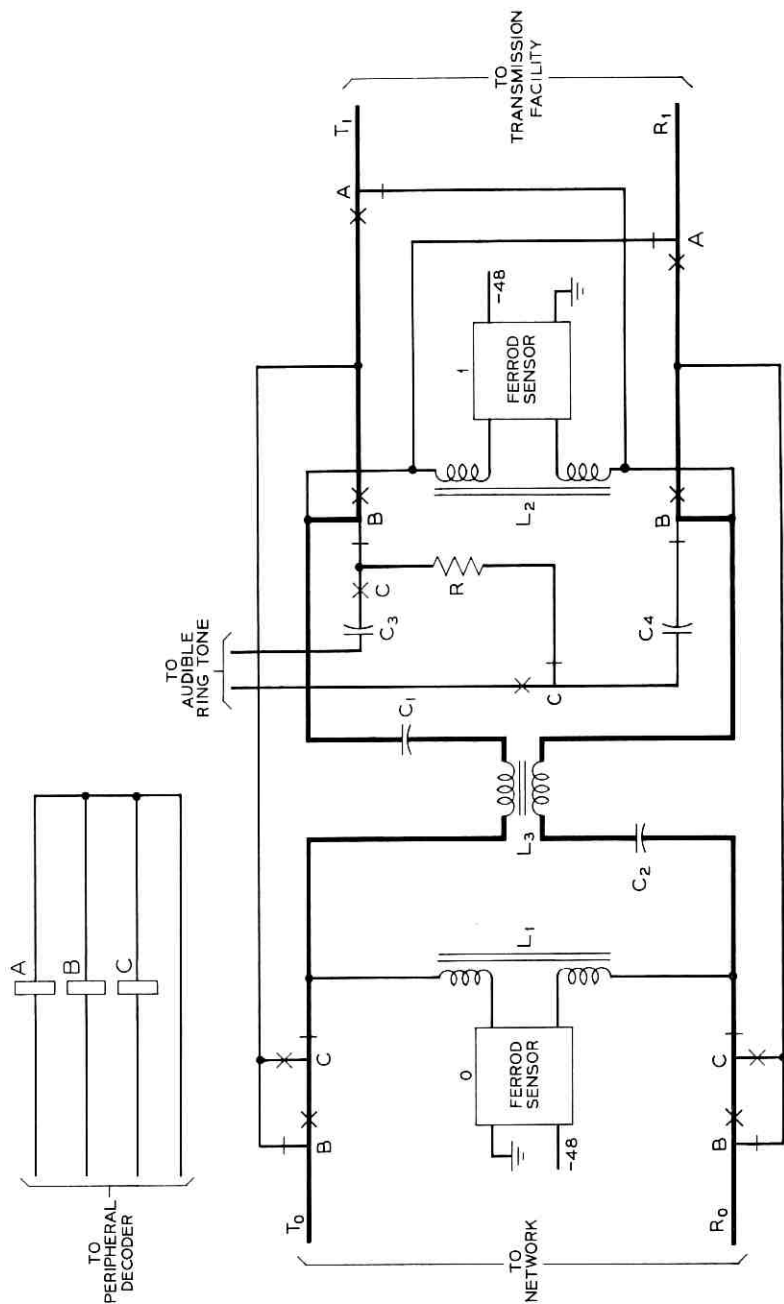 TO
PERIPHERAL
DECODER
A
B
C
TO
AUDIBLE
RING TONE
TO
NETWORK
T0
R0
B
C
B
C
0
FERROD
SENSOR
-48
L1
C2
L3
C1
C3
C
R
C
C4
B
B
L2
1
FERROD
SENSOR
-48
A
A
T1
R1
TO
TRANSMISSION
FACILITY